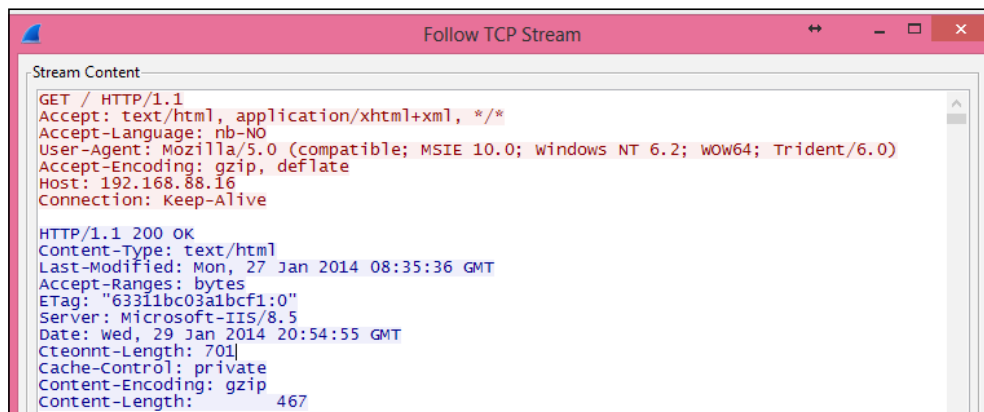 Follow TCP Stream
Stream Content
GET / HTTP/1.1
Accept: text/html, application/xhtml+xml, */*
Accept-Language: nb-NO
User-Agent: Mozilla/5.0 (compatible; MSIE 10.0; Windows NT 6.2; WOW64; Trident/6.0)
Accept-Encoding: gzip, deflate
Host: 192.168.88.16
Connection: Keep-Alive

HTTP/1.1 200 OK
Content-Type: text/html
Last-Modified: Mon, 27 Jan 2014 08:35:36 GMT
Accept-Ranges: bytes
ETag: "63311bc03a1bcf1:0"
Server: Microsoft-IIS/8.5
Date: Wed, 29 Jan 2014 20:54:55 GMT
Cteonnt-Length: 701
Cache-Control: private
Content-Encoding: gzip
Content-Length:        467